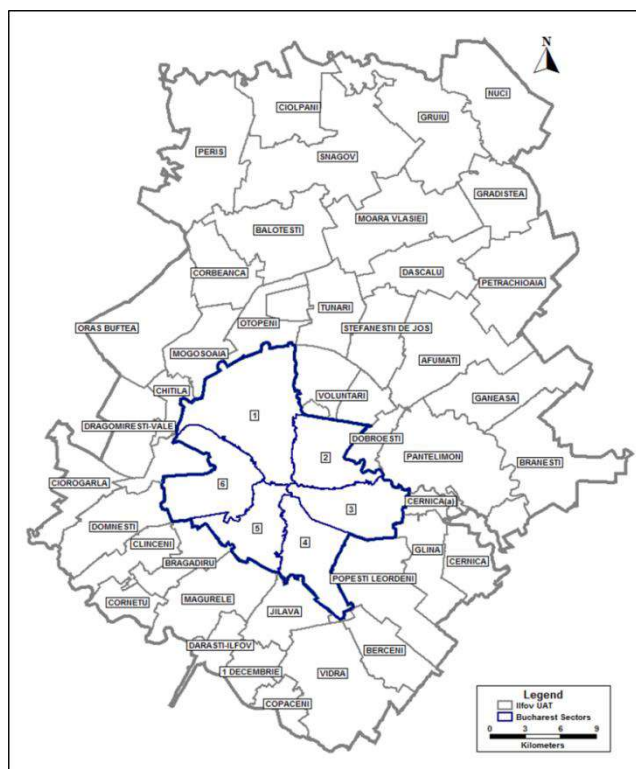 N
NUCI
CIOLPANI
GRUIU
PERIS
SNAGOV
GRADISTEA
MOARA VLASIEI
BALOTESTI
CORBEANCA
DASCALU
PETRACHIOAIA
TUNARI
OTOPENI
ORAS BUFTEA
STEFANESTII DE JOS
MOGOSOAIA
AFUMATI
CHITILA
VOLUNTARI
GANEASA
1
DRAGOMIRESTI-VALE
DOBROESTI
2
PANTELIMON
BRANESTI
CIOROGARLA
6
CERNICA(a)
3
DOMNESTI
5
CLINCENI
4
GLINA
CERNICA
BRAGADIRU
POPESTI LEORDENI
CORNETU
MAGURELE
JILAVA
DARASTI-ILFOV
BERCENI
1 DECEMBRIE
VIDRA
COPACENI
Legend
Ilfov UAT
Bucharest Sectors
0 3 6 9
Kilometers